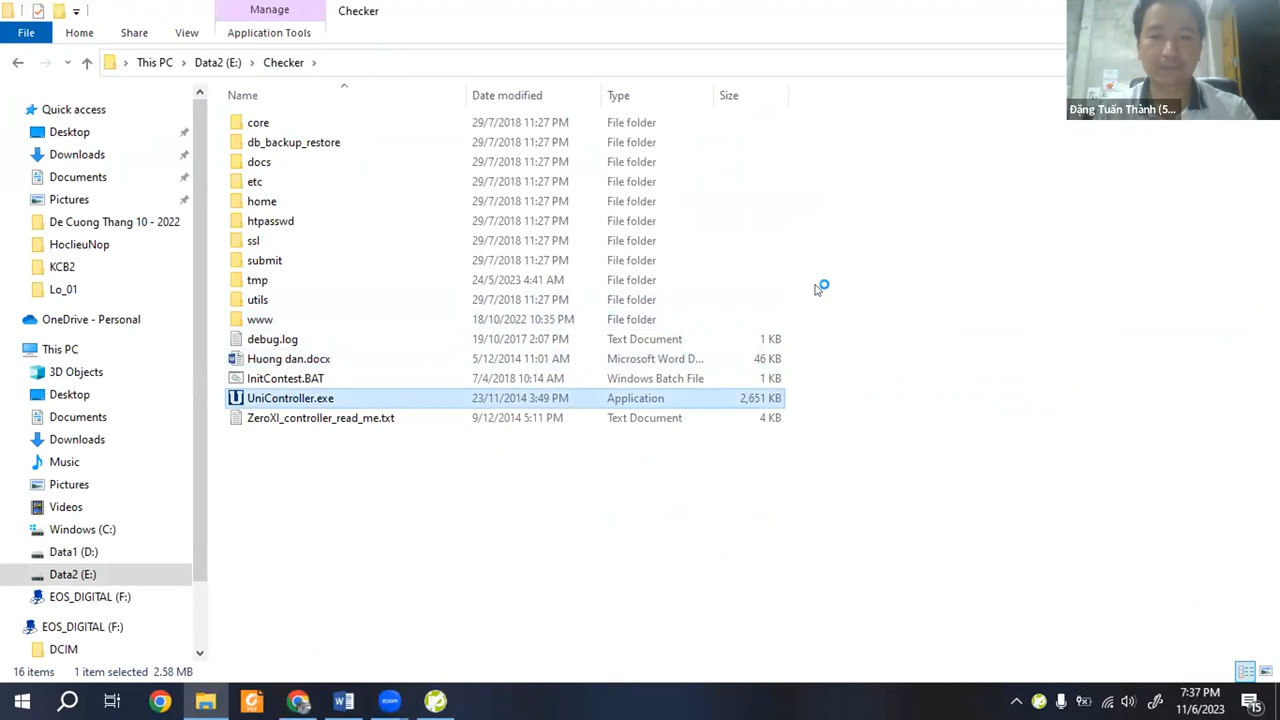 Manage
Checker
File
Home
Share
View
Application Tools
This PC
Data2 (E:)
Checker
Đặng Tuấn Thành (5...
Name
Date modified
Type
Size
Quick access
Desktop
Downloads
Documents
Pictures
De Cuong Thang 10 - 2022
HoclieuNop
KCB2
Lo_01
OneDrive - Personal
This PC
3D Objects
Desktop
Documents
Downloads
Music
Pictures
Videos
Windows (C:)
Data1 (D:)
Data2 (E:)
EOS_DIGITAL (F:)
EOS_DIGITAL (F:)
DCIM
core 29/7/2018 11:27 PM File folder
db_backup_restore 29/7/2018 11:27 PM File folder
docs 29/7/2018 11:27 PM File folder
etc 29/7/2018 11:27 PM File folder
home 29/7/2018 11:27 PM File folder
htpasswd 29/7/2018 11:27 PM File folder
ssl 29/7/2018 11:27 PM File folder
submit 29/7/2018 11:27 PM File folder
tmp 24/5/2023 4:41 AM File folder
utils 29/7/2018 11:27 PM File folder
www 18/10/2022 10:35 PM File folder
debug.log 19/10/2017 2:07 PM Text Document 1 KB
Huong dan.docx 5/12/2014 11:01 AM Microsoft Word D... 46 KB
InitContest.BAT 7/4/2018 10:14 AM Windows Batch File 1 KB
UniController.exe 23/11/2014 3:49 PM Application 2,651 KB
ZeroXI_controller_read_me.txt 9/12/2014 5:11 PM Text Document 4 KB
16 items 1 item selected 2.58 MB
7:37 PM
11/6/2023
15
zoom